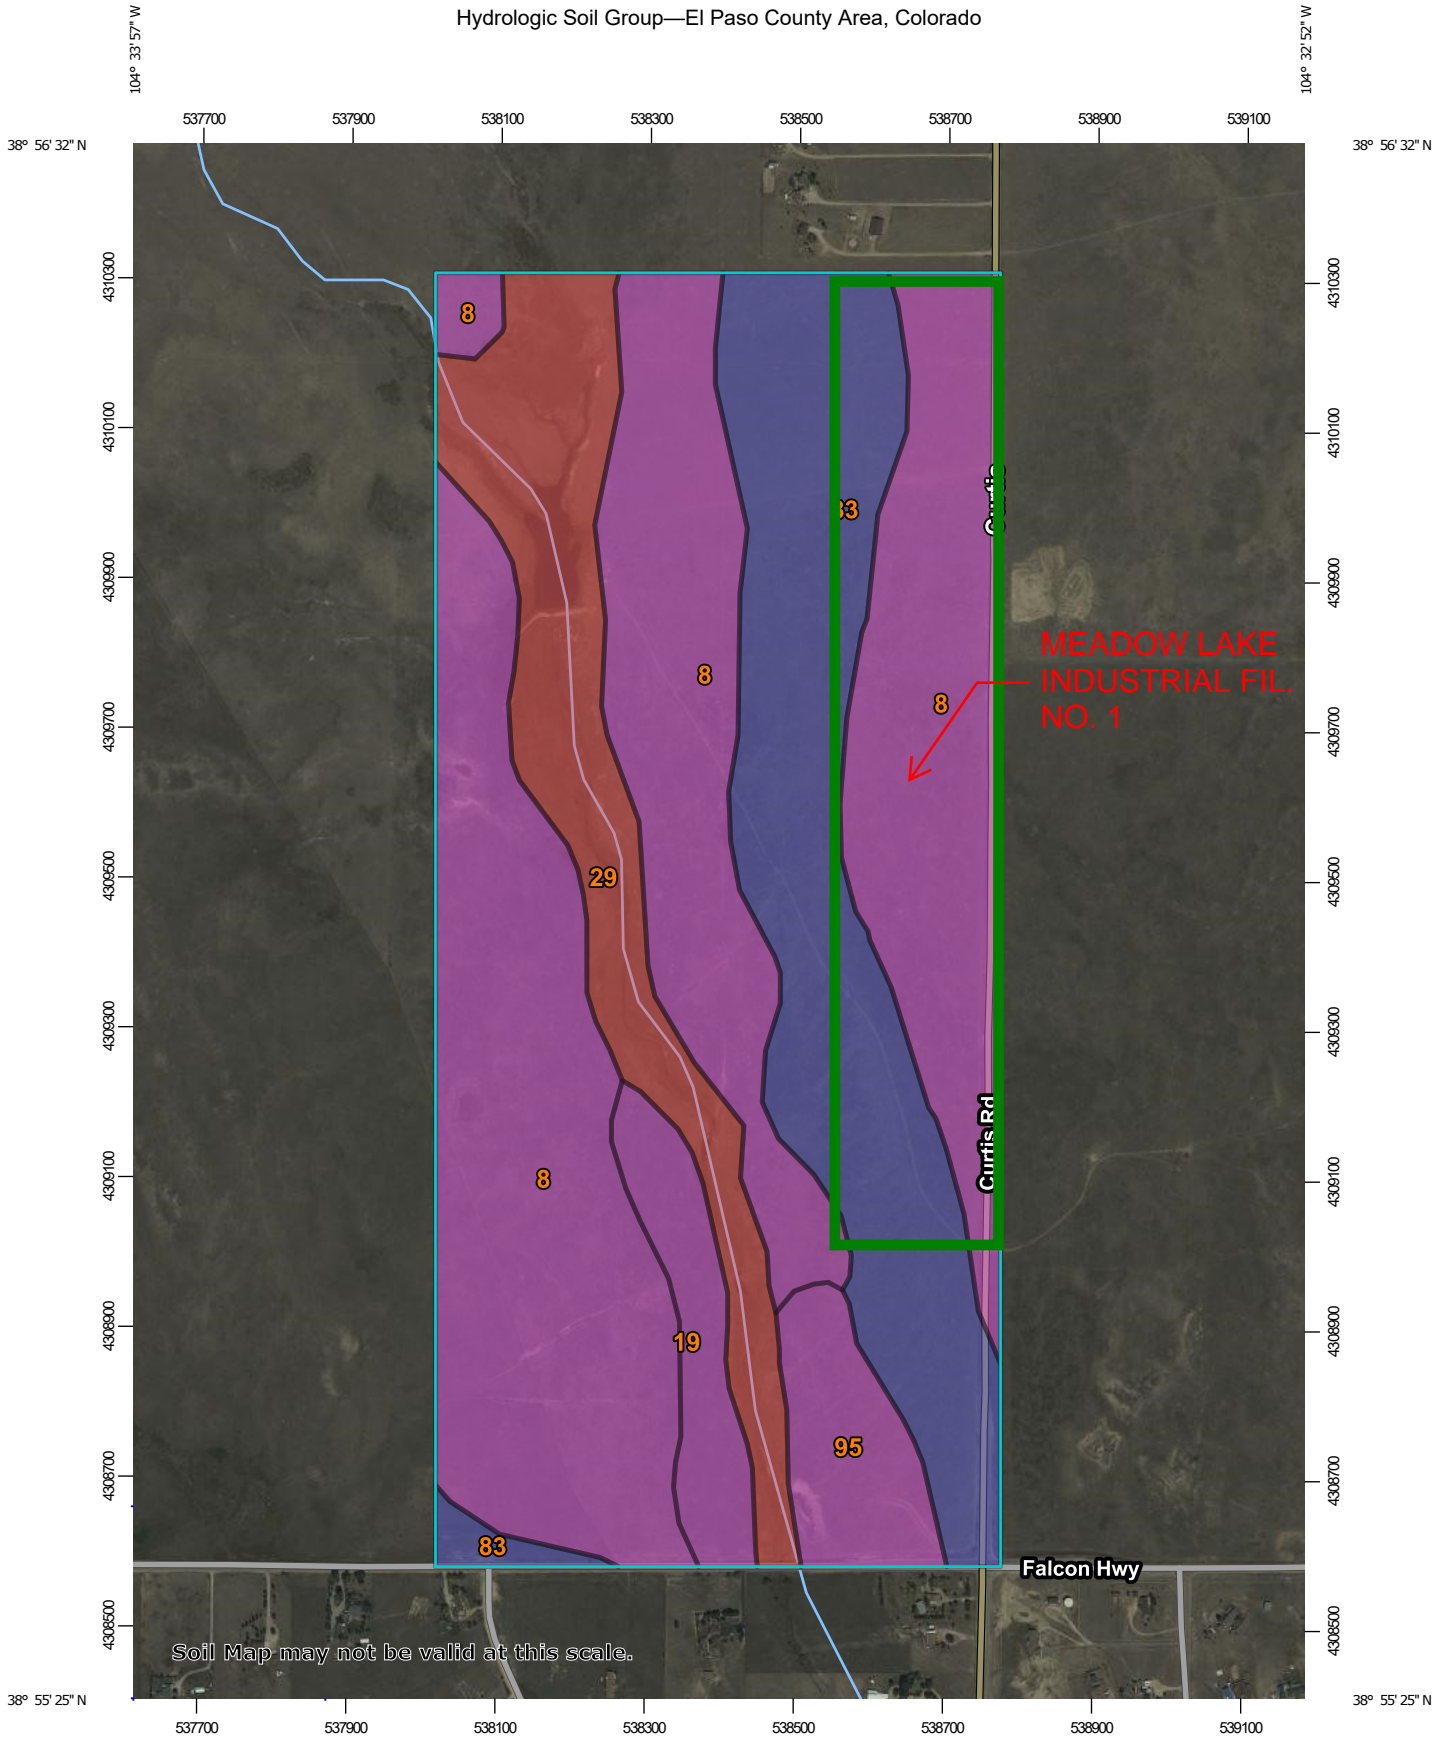 Hydrologic Soil Group—El Paso County Area, Colorado
104° 33' 57" W
104° 32' 52" W
537700 537900 538100 538300 538500 538700 538900 539100
38° 56' 32" N
38° 56' 32" N
4310300
4310300
8
4310100
4310100
Curtis
83
4309900
4309900
MEADOW LAKE
INDUSTRIAL FIL.
NO. 1
8
8
4309700
4309700
29
4309500
4309500
4309300
4309300
Curtis Rd
8
4309100
4309100
4308900
4308900
19
95
4308700
4308700
83
Falcon Hwy
4308500
4308500
Soil Map may not be valid at this scale.
38° 55' 25" N
38° 55' 25" N
537700 537900 538100 538300 538500 538700 538900 539100